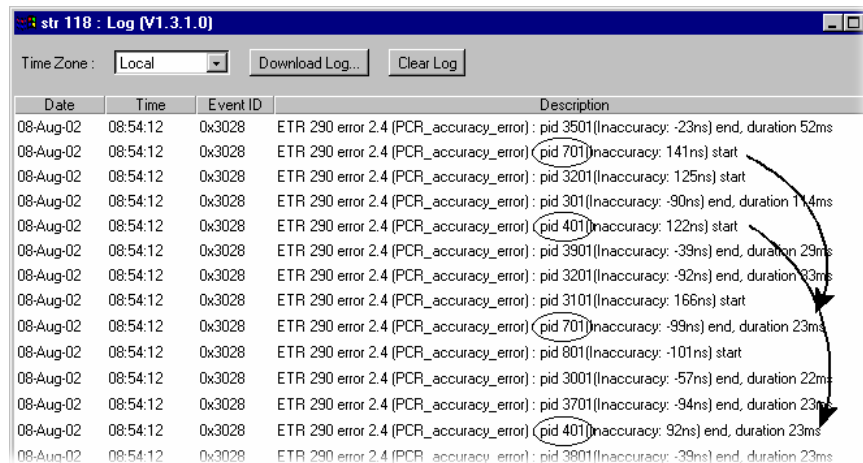 str 118 : Log (V1.3.1.0)
Time Zone : Local Download Log... Clear Log
Date Time Event ID Description
08-Aug-02 08:54:12 0x3028 ETR 290 error 2.4 (PCR_accuracy_error) : pid 3501(Inaccuracy: -23ns) end, duration 52ms
08-Aug-02 08:54:12 0x3028 ETR 290 error 2.4 (PCR_accuracy_error) : pid 701(Inaccuracy: 141ns) start
08-Aug-02 08:54:12 0x3028 ETR 290 error 2.4 (PCR_accuracy_error) : pid 3201(Inaccuracy: 125ns) start
08-Aug-02 08:54:12 0x3028 ETR 290 error 2.4 (PCR_accuracy_error) : pid 301(Inaccuracy: -90ns) end, duration 114ms
08-Aug-02 08:54:12 0x3028 ETR 290 error 2.4 (PCR_accuracy_error) : pid 401(Inaccuracy: 122ns) start
08-Aug-02 08:54:12 0x3028 ETR 290 error 2.4 (PCR_accuracy_error) : pid 3901(Inaccuracy: -39ns) end, duration 29ms
08-Aug-02 08:54:12 0x3028 ETR 290 error 2.4 (PCR_accuracy_error) : pid 3201(Inaccuracy: -92ns) end, duration 33ms
08-Aug-02 08:54:12 0x3028 ETR 290 error 2.4 (PCR_accuracy_error) : pid 3101(Inaccuracy: 166ns) start
08-Aug-02 08:54:12 0x3028 ETR 290 error 2.4 (PCR_accuracy_error) : pid 701(Inaccuracy: -99ns) end, duration 23ms
08-Aug-02 08:54:12 0x3028 ETR 290 error 2.4 (PCR_accuracy_error) : pid 801(Inaccuracy: -101ns) start
08-Aug-02 08:54:12 0x3028 ETR 290 error 2.4 (PCR_accuracy_error) : pid 3001(Inaccuracy: -57ns) end, duration 22ms
08-Aug-02 08:54:12 0x3028 ETR 290 error 2.4 (PCR_accuracy_error) : pid 3701(Inaccuracy: -94ns) end, duration 23ms
08-Aug-02 08:54:12 0x3028 ETR 290 error 2.4 (PCR_accuracy_error) : pid 401(Inaccuracy: 92ns) end, duration 23ms
08-Aug-02 08:54:12 0x3028 ETR 290 error 2.4 (PCR_accuracy_error) : pid 3801(Inaccuracy: -39ns) end, duration 23ms